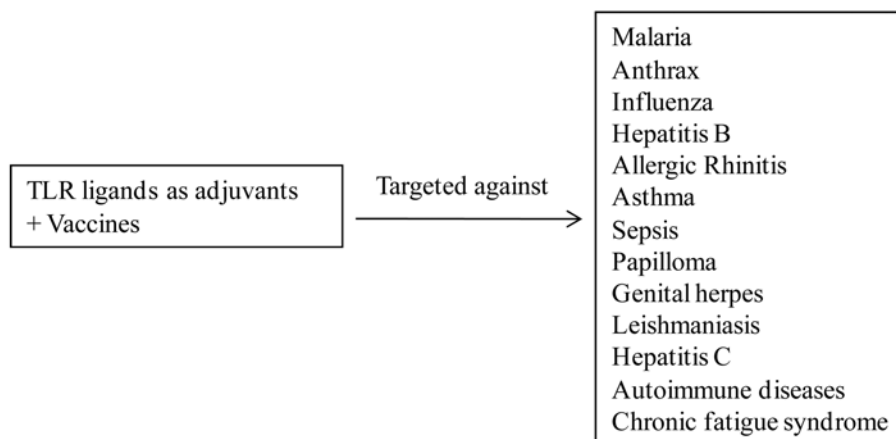 TLR ligands as adjuvants
+ Vaccines
Targeted against
Malaria
Anthrax
Influenza
Hepatitis B
Allergic Rhinitis
Asthma
Sepsis
Papilloma
Genital herpes
Leishmaniasis
Hepatitis C
Autoimmune diseases
Chronic fatigue syndrome